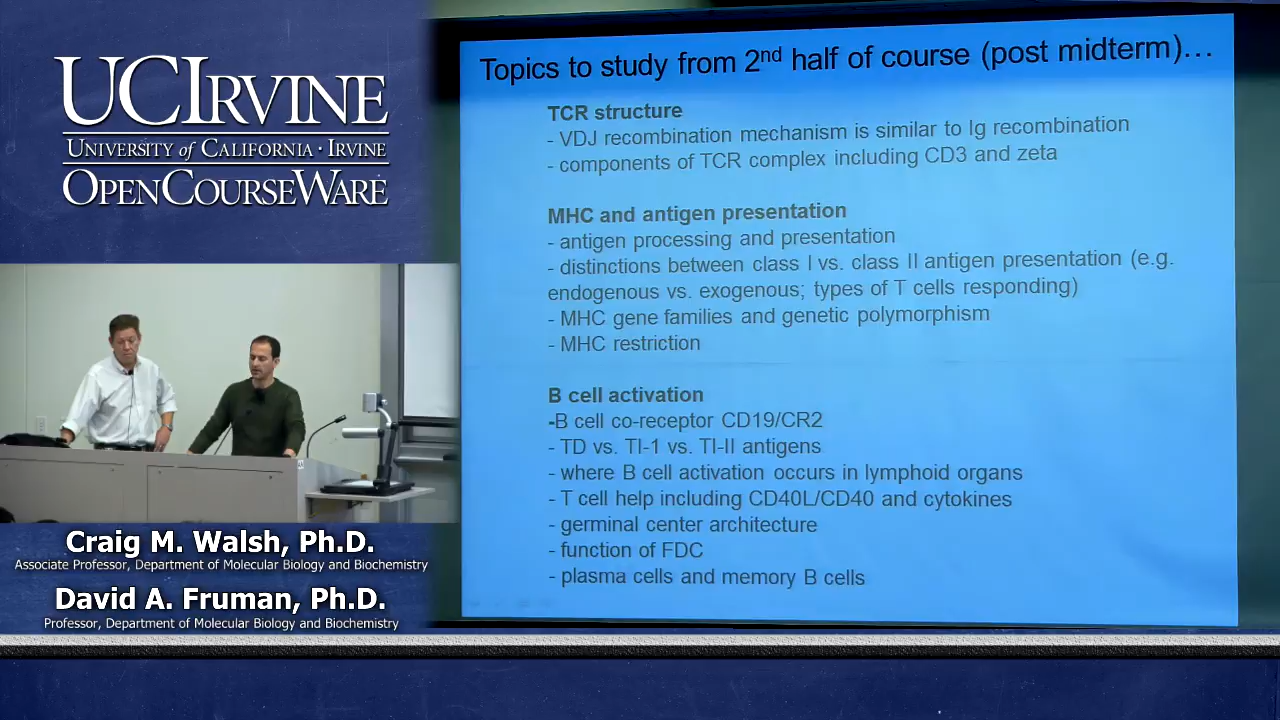 UCIRVINE
UNIVERSITY of CALIFORNIA · IRVINE
OPENCOURSEWARE
Craig M. Walsh, Ph.D.
Associate Professor, Department of Molecular Biology and Biochemistry
David A. Fruman, Ph.D.
Professor, Department of Molecular Biology and Biochemistry
Topics to study from 2nd half of course (post midterm)…
TCR structure
- VDJ recombination mechanism is similar to Ig recombination
- components of TCR complex including CD3 and zeta
MHC and antigen presentation
- antigen processing and presentation
- distinctions between class I vs. class II antigen presentation (e.g.
endogenous vs. exogenous; types of T cells responding)
- MHC gene families and genetic polymorphism
- MHC restriction
B cell activation
-B cell co-receptor CD19/CR2
- TD vs. TI-1 vs. TI-II antigens
- where B cell activation occurs in lymphoid organs
- T cell help including CD40L/CD40 and cytokines
- germinal center architecture
- function of FDC
- plasma cells and memory B cells